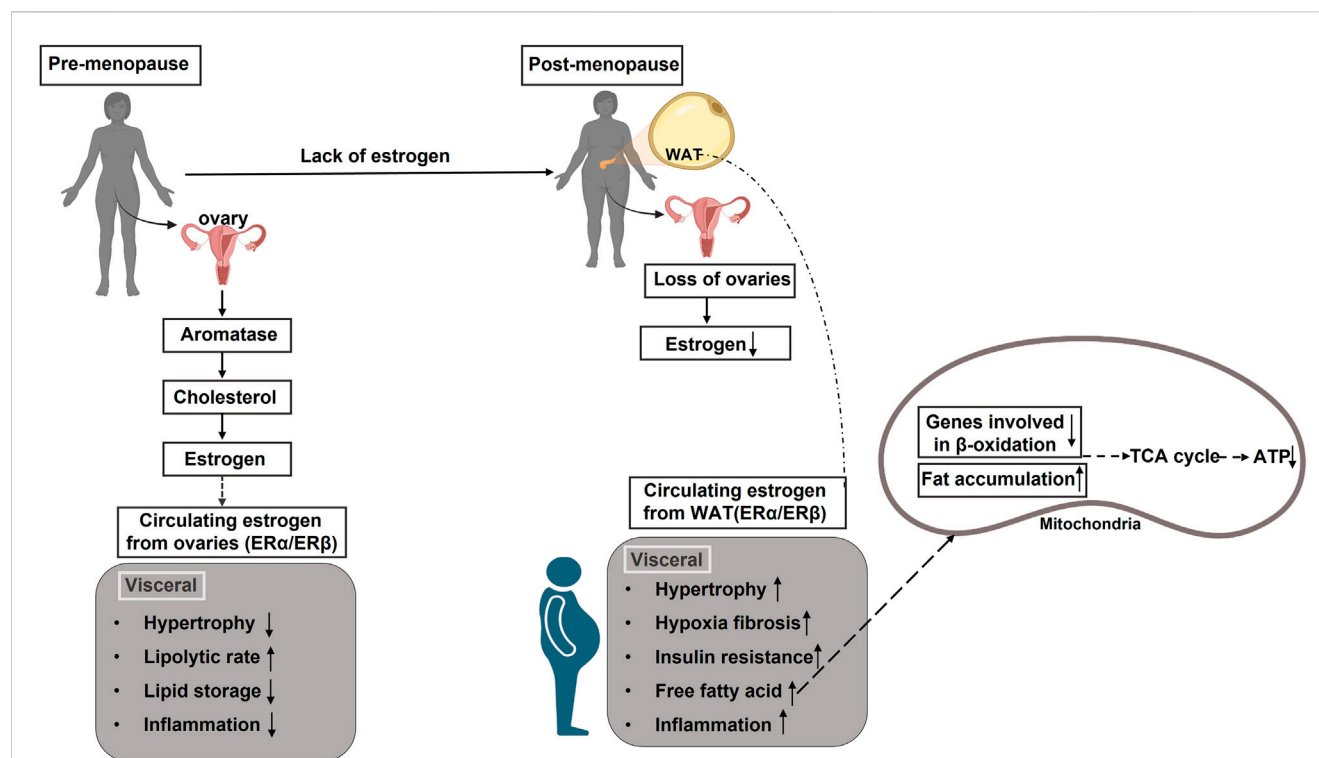 Pre-menopause
Post-menopause
WAT
Lack of estrogen
ovary
Loss of ovaries
Estrogen ↓
Aromatase
Cholesterol
Estrogen
Circulating estrogen
from ovaries (ERα/ERβ)
Visceral
• Hypertrophy ↓
• Lipolytic rate ↑
• Lipid storage ↓
• Inflammation ↓
Circulating estrogen
from WAT(ERα/ERβ)
Visceral
• Hypertrophy ↑
• Hypoxia fibrosis ↑
• Insulin resistance ↑
• Free fatty acid ↑
• Inflammation ↑
Genes involved
in β-oxidation ↓
Fat accumulation ↑
TCA cycle
ATP ↓
Mitochondria